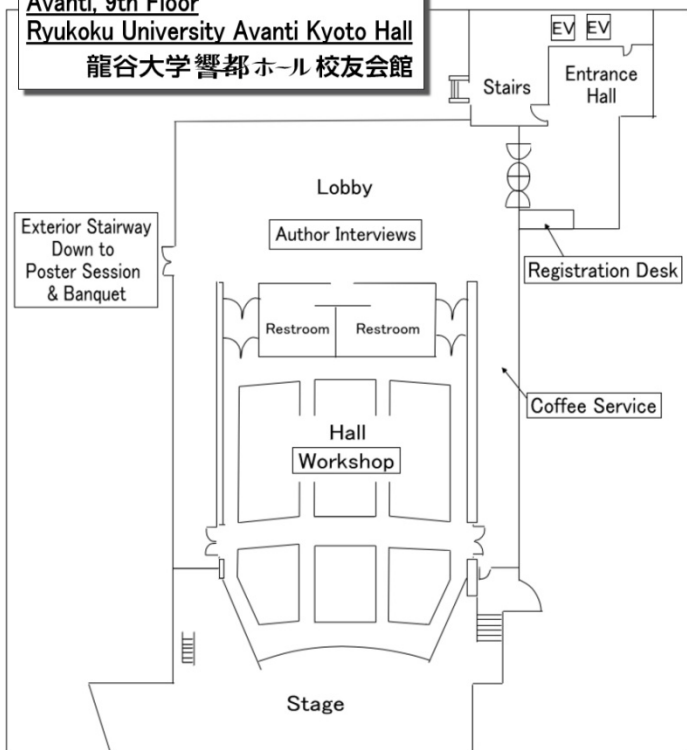 Avanti, 9th Floor
Ryukoku University Avanti Kyoto Hall
龍谷大学 響都ホール 校友会館
EV EV
Stairs
Entrance
Hall
Lobby
Author Interviews
Exterior Stairway
Down to
Poster Session
& Banquet
Registration Desk
Restroom
Restroom
Coffee Service
Hall
Workshop
Stage